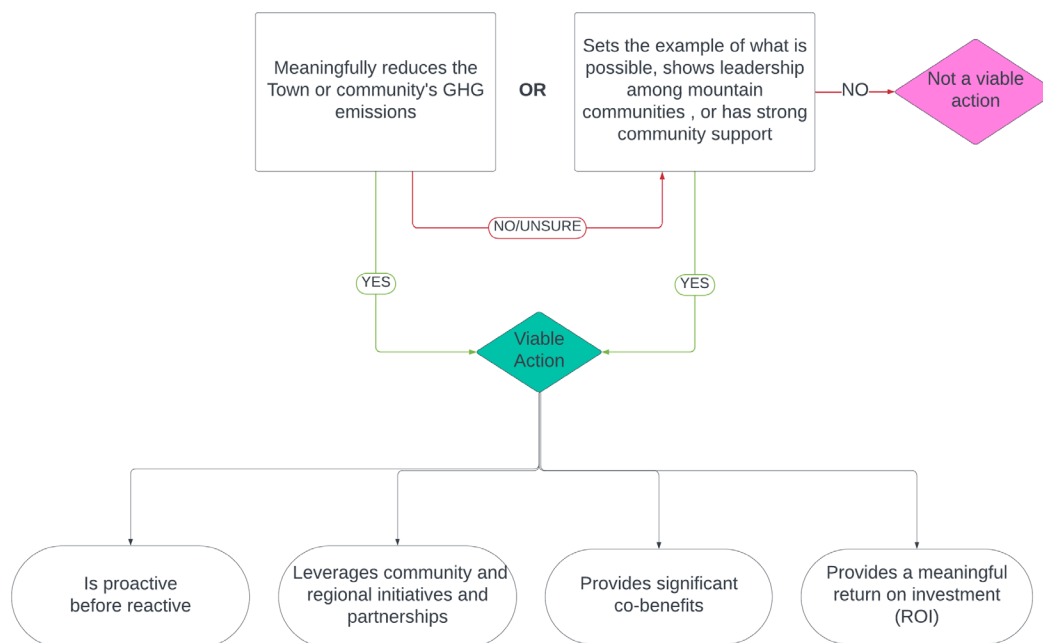 Meaningfully reduces the
Town or community's GHG
emissions
OR
Sets the example of what is
possible, shows leadership
among mountain
communities , or has strong
community support
NO
Not a viable
action
NO/UNSURE
YES
YES
Viable
Action
Is proactive
before reactive
Leverages community and
regional initiatives and
partnerships
Provides significant
co-benefits
Provides a meaningful
return on investment
(ROI)